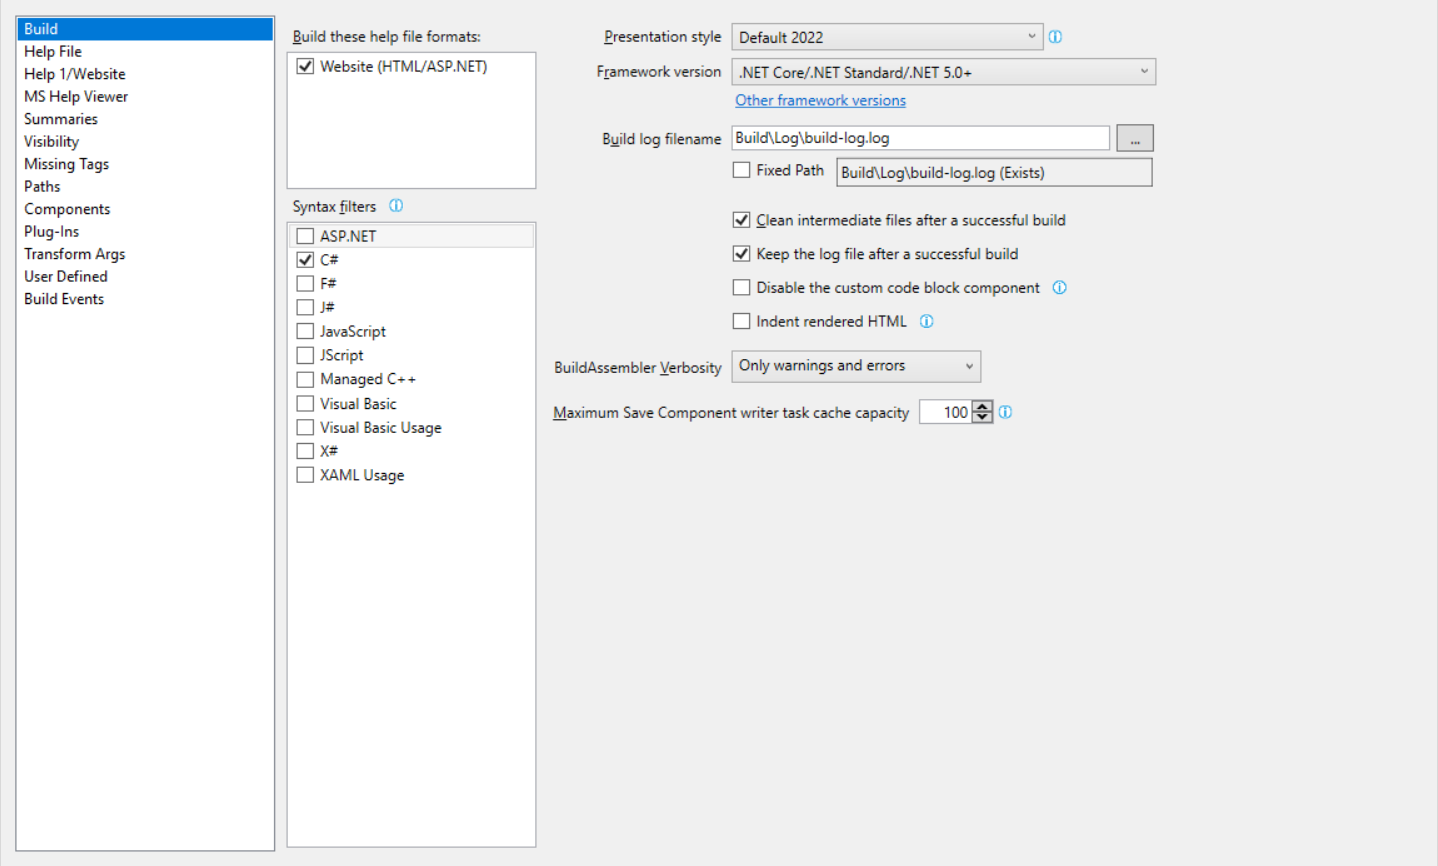 Build
Help File
Help 1/Website
MS Help Viewer
Summaries
Visibility
Missing Tags
Paths
Components
Plug-Ins
Transform Args
User Defined
Build Events
Build these help file formats:
Website (HTML/ASP.NET)
Syntax filters
ASP.NET
C#
F#
J#
JavaScript
JScript
Managed C++
Visual Basic
Visual Basic Usage
X#
XAML Usage
Presentation style Default 2022
Framework version .NET Core/.NET Standard/.NET 5.0+
Other framework versions
Build log filename Build\Log\build-log.log ...
Fixed Path Build\Log\build-log.log (Exists)
Clean intermediate files after a successful build
Keep the log file after a successful build
Disable the custom code block component
Indent rendered HTML
BuildAssembler Verbosity Only warnings and errors
Maximum Save Component writer task cache capacity 100